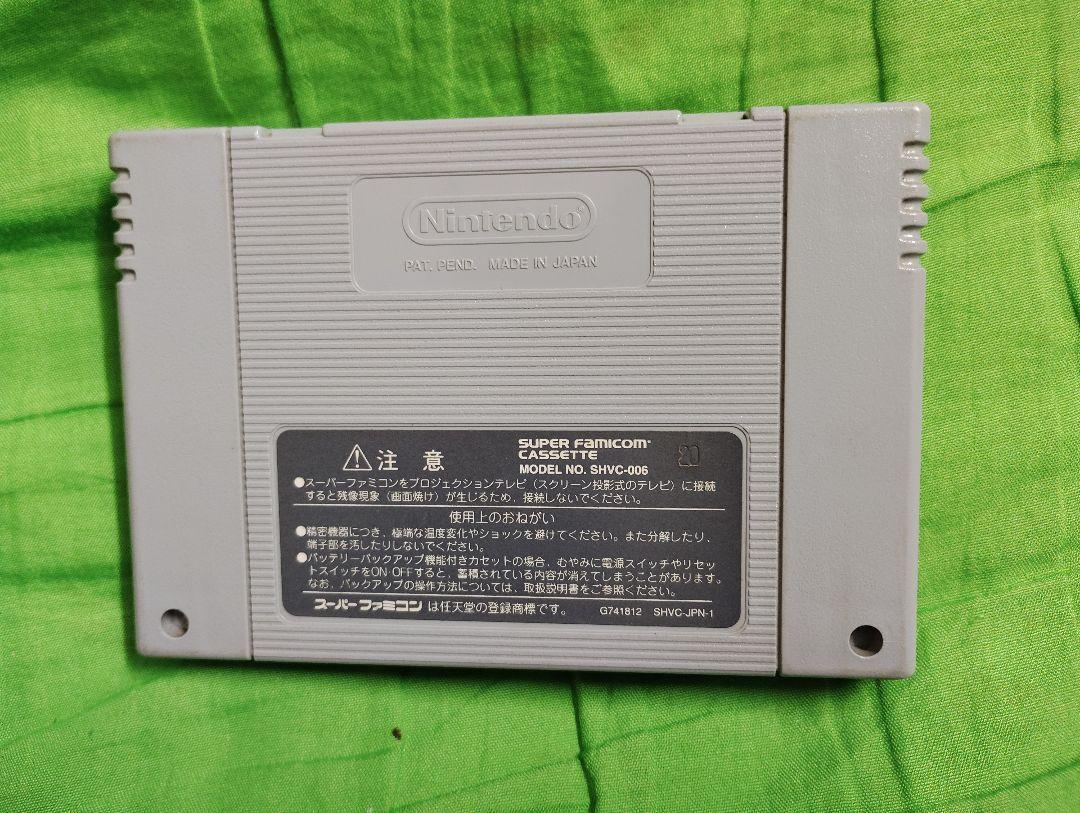 Nintendo®
PAT. PEND. MADE IN JAPAN
注意
SUPER FAMICOM
CASSETTE
MODEL NO. SHVC-006
20
●スーパーファミコンをプロジェクションテレビ（スクリーン投影式のテレビ）に接続
すると残像現象（画面焼け）が生じるため、接続しないでください。
使用上のおねがい
●精密機器につき、極端な温度変化やショックを避けてください。また分解したり、
端子部を汚したりしないでください。
●バッテリーバックアップ機能付きカセットの場合、むやみに電源スイッチやリセッ
トスイッチをON-OFFすると、蓄積されている内容が消えてしまうことがあります。
なお、バックアップの操作方法については、取扱説明書をご参照ください。
スーパーファミコンは任天堂の登録商標です。
G741812 SHVC-JPN-1